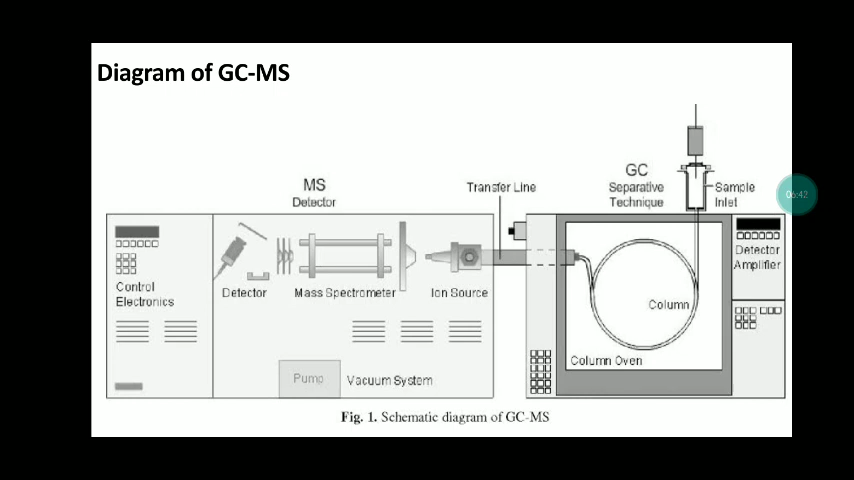 Diagram of GC-MS
MS
Detector
Transfer Line
GC
Separative
Technique
Sample
Inlet
06:42
Control
Electronics
Detector
Mass Spectrometer
Ion Source
Column
Detector
Amplifier
Column Oven
Pump
Vacuum System
Fig. 1. Schematic diagram of GC-MS